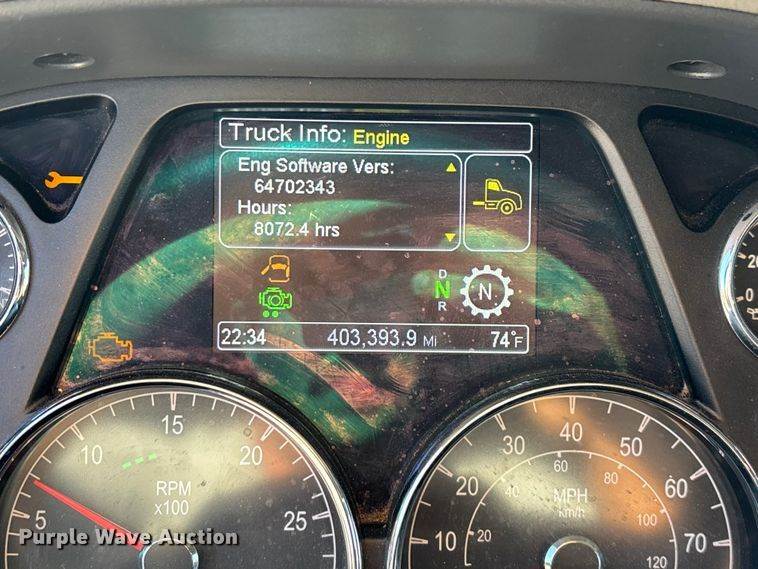 Truck Info: Engine
Eng Software Vers:
64702343
Hours:
8072.4 hrs
D
N
R
N
22:34 403,393.9 Mi 74°F
5 10 15 20 25
RPM
x100
10 20 30 40 50 60 70
20 40 60 80 100 120
MPH
Km/h
20
0
Purple Wave Auction